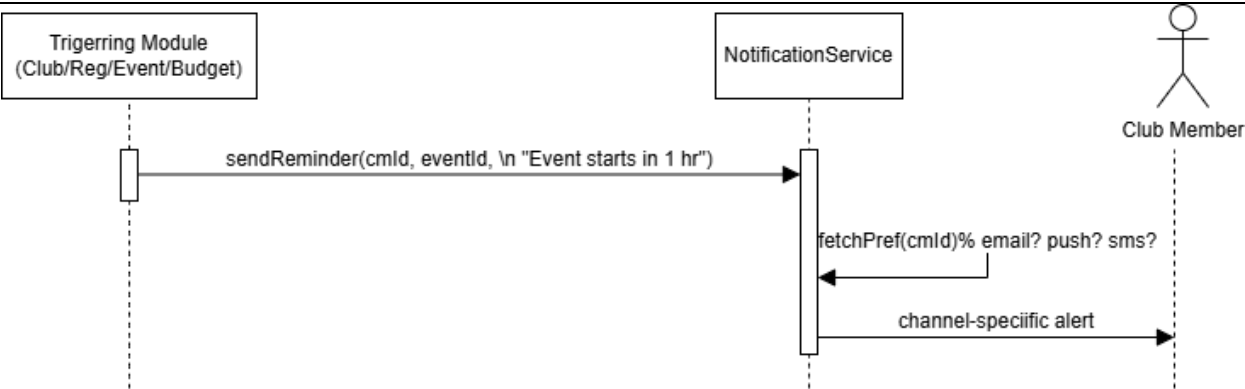 Trigerring Module
(Club/Reg/Event/Budget)
NotificationService
Club Member
sendReminder(cmId, eventId, \n "Event starts in 1 hr")
fetchPref(cmId)% email? push? sms?
channel-speciific alert